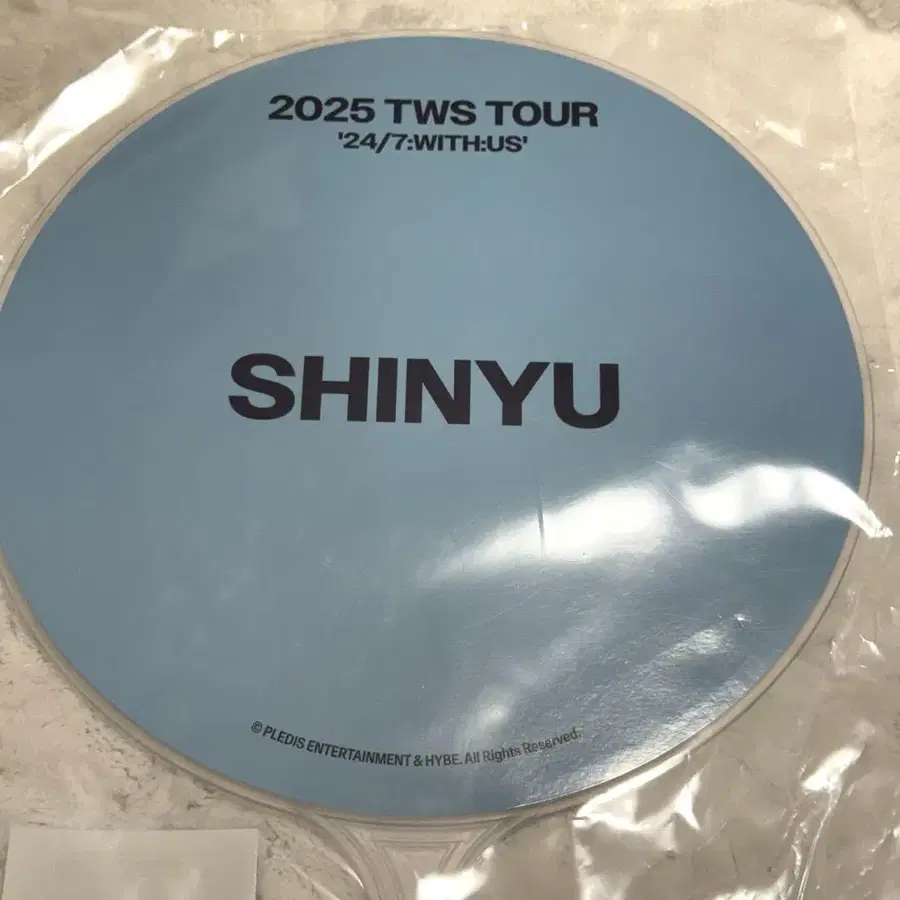 2025 TWS TOUR
'24/7:WITH:US'
SHINYU
© PLEDIS ENTERTAINMENT & HYBE. All Rights Reserved.